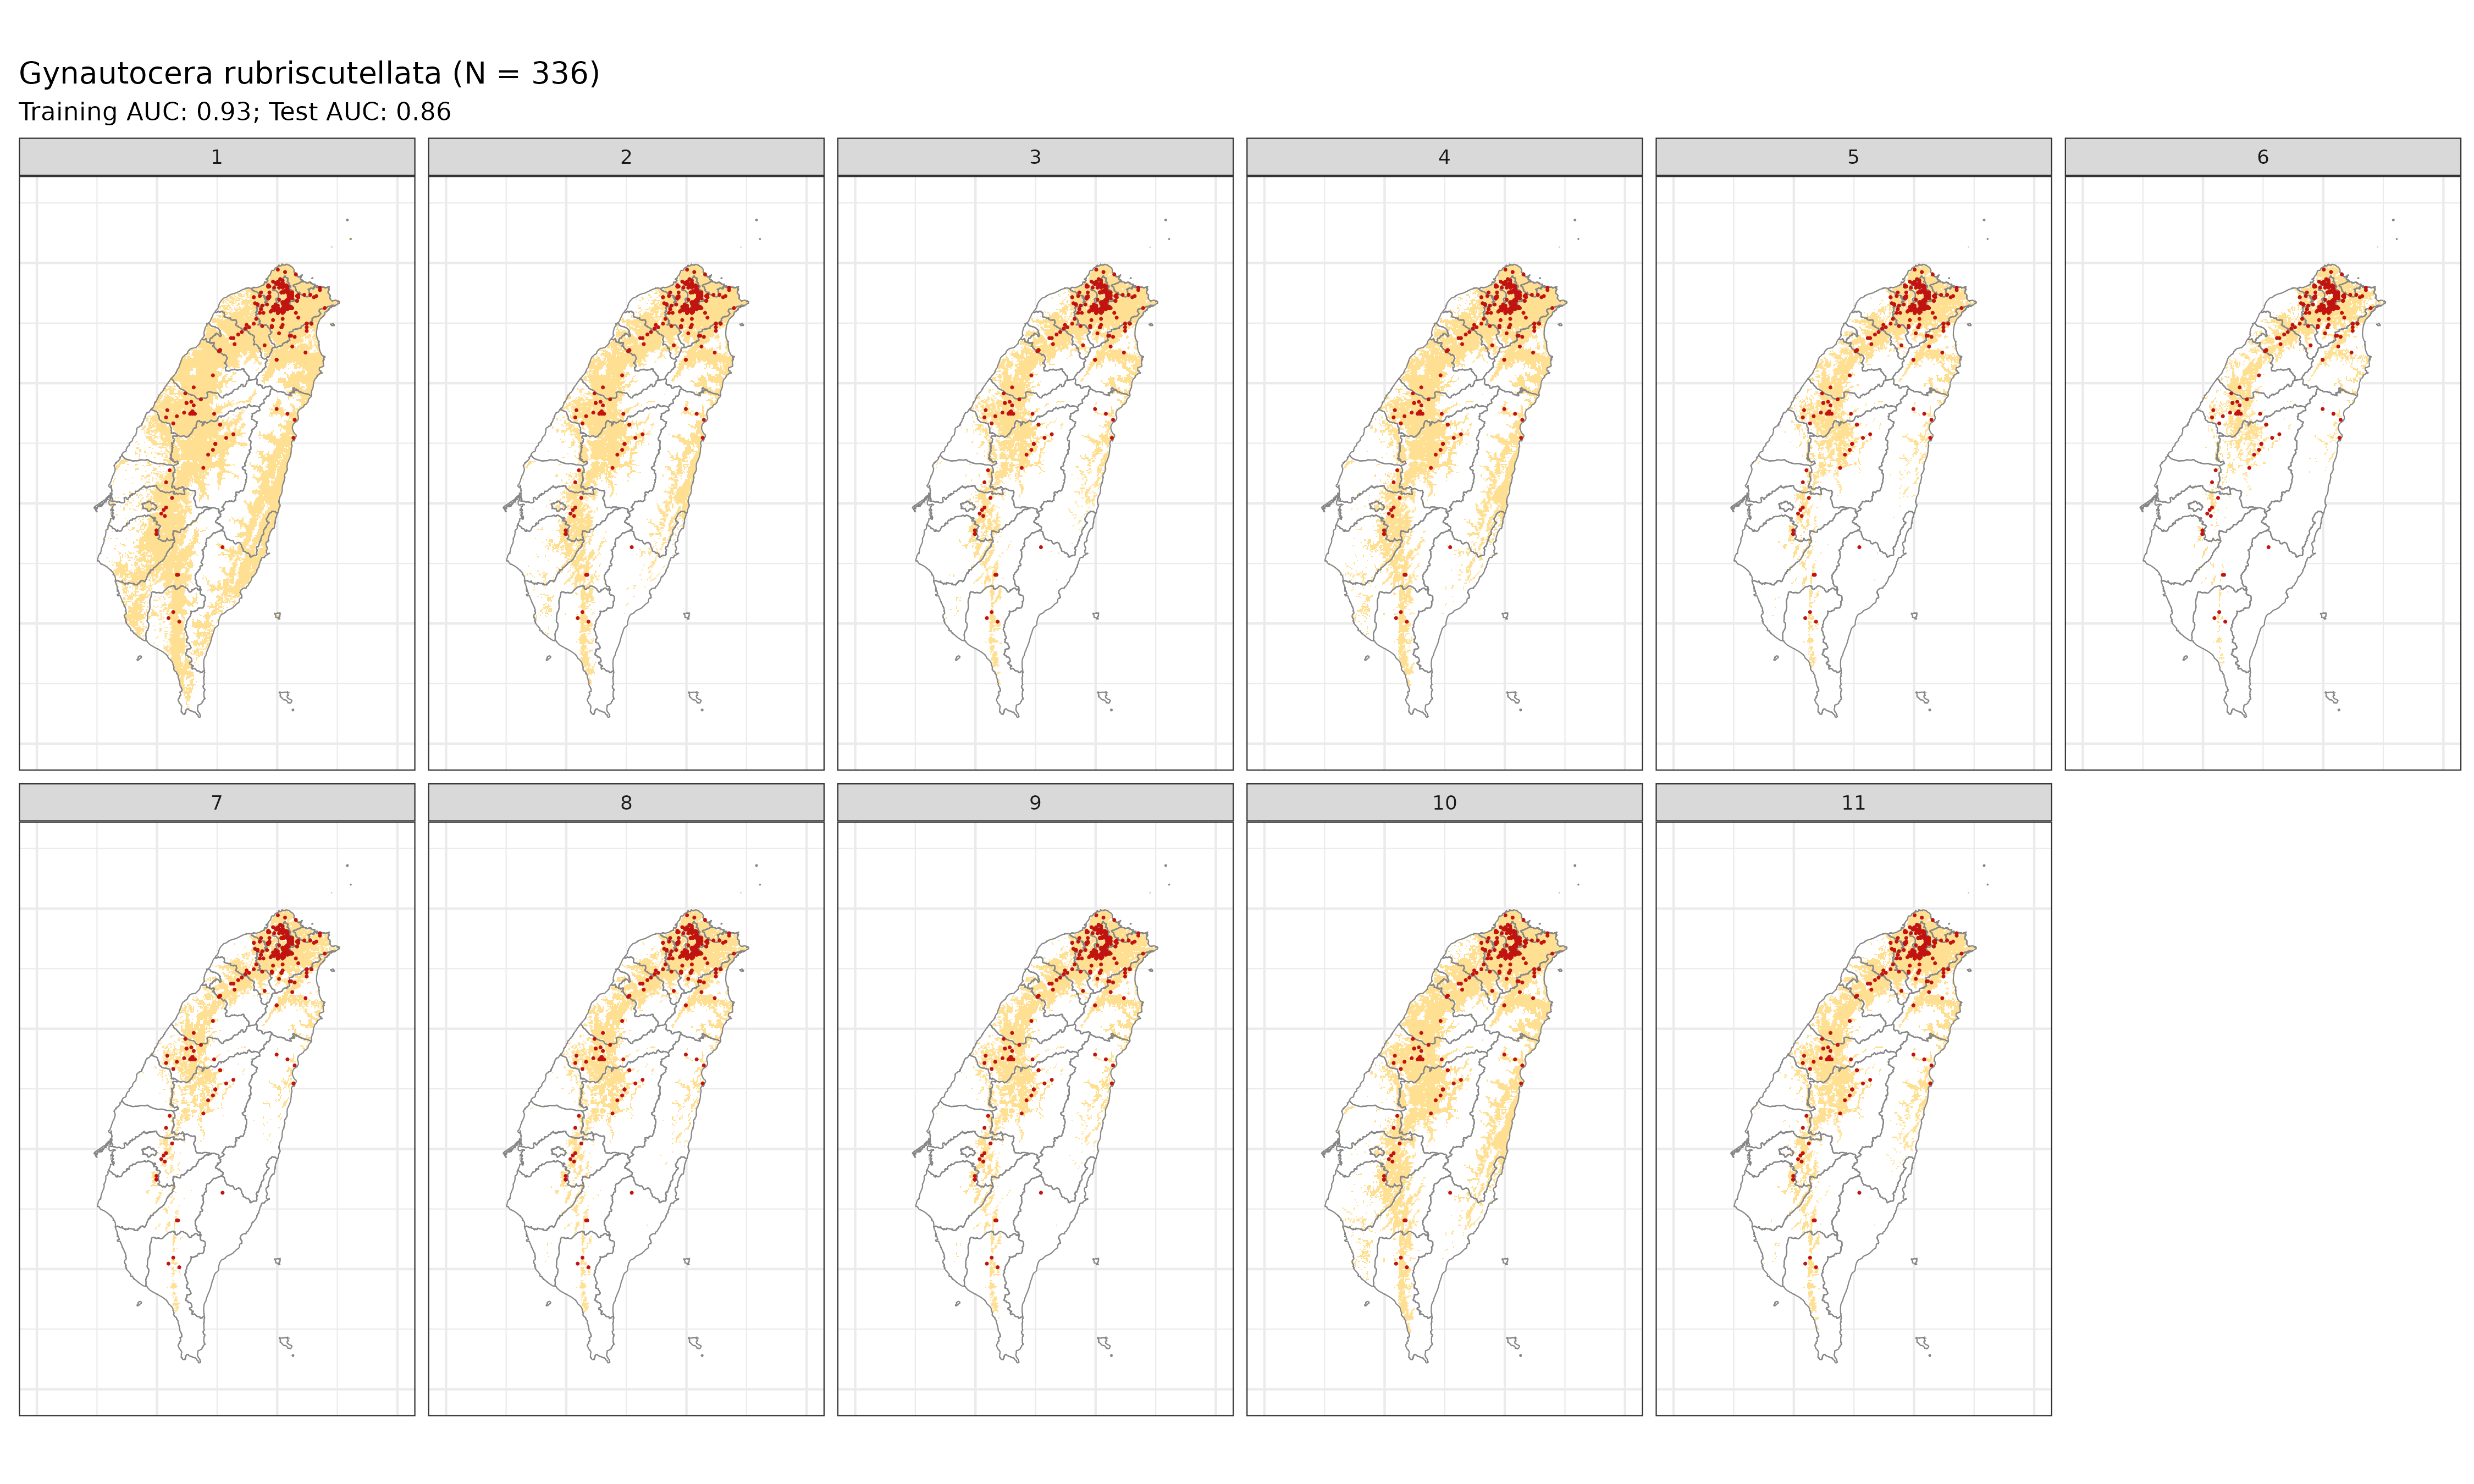 Gynautocera rubriscutellata (N = 336)
Training AUC: 0.93; Test AUC: 0.86
1 2 3 4 5 6
7 8 9 10 11